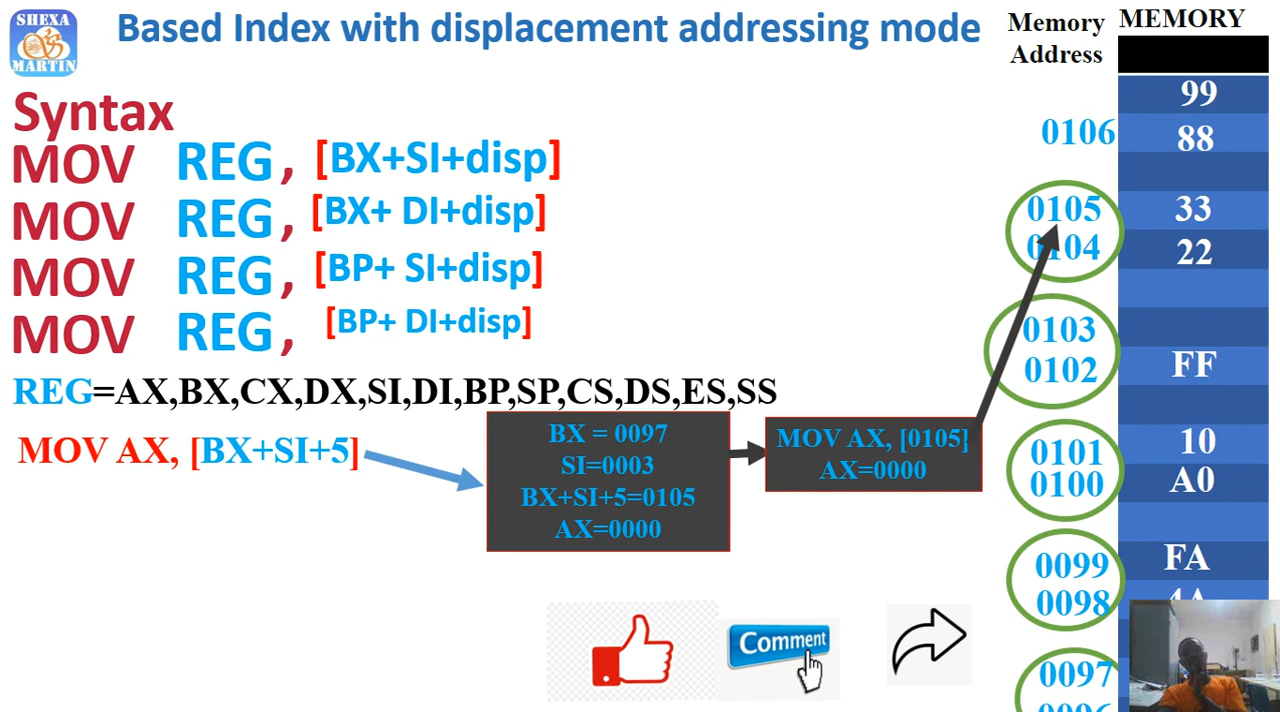 SHEXA
MARTIN
Based Index with displacement addressing mode
Memory
Address
MEMORY
Syntax
MOV REG, [BX+SI+disp]
MOV REG, [BX+ DI+disp]
MOV REG, [BP+ SI+disp]
MOV REG, [BP+ DI+disp]
REG=AX,BX,CX,DX,SI,DI,BP,SP,CS,DS,ES,SS
MOV AX, [BX+SI+5]
BX = 0097
SI=0003
BX+SI+5=0105
AX=0000
MOV AX, [0105]
AX=0000
99
0106 88
0105 33
0104 22
0103
0102 FF
0101 10
0100 A0
0099 FA
0098 4A
0097
0096
Comment